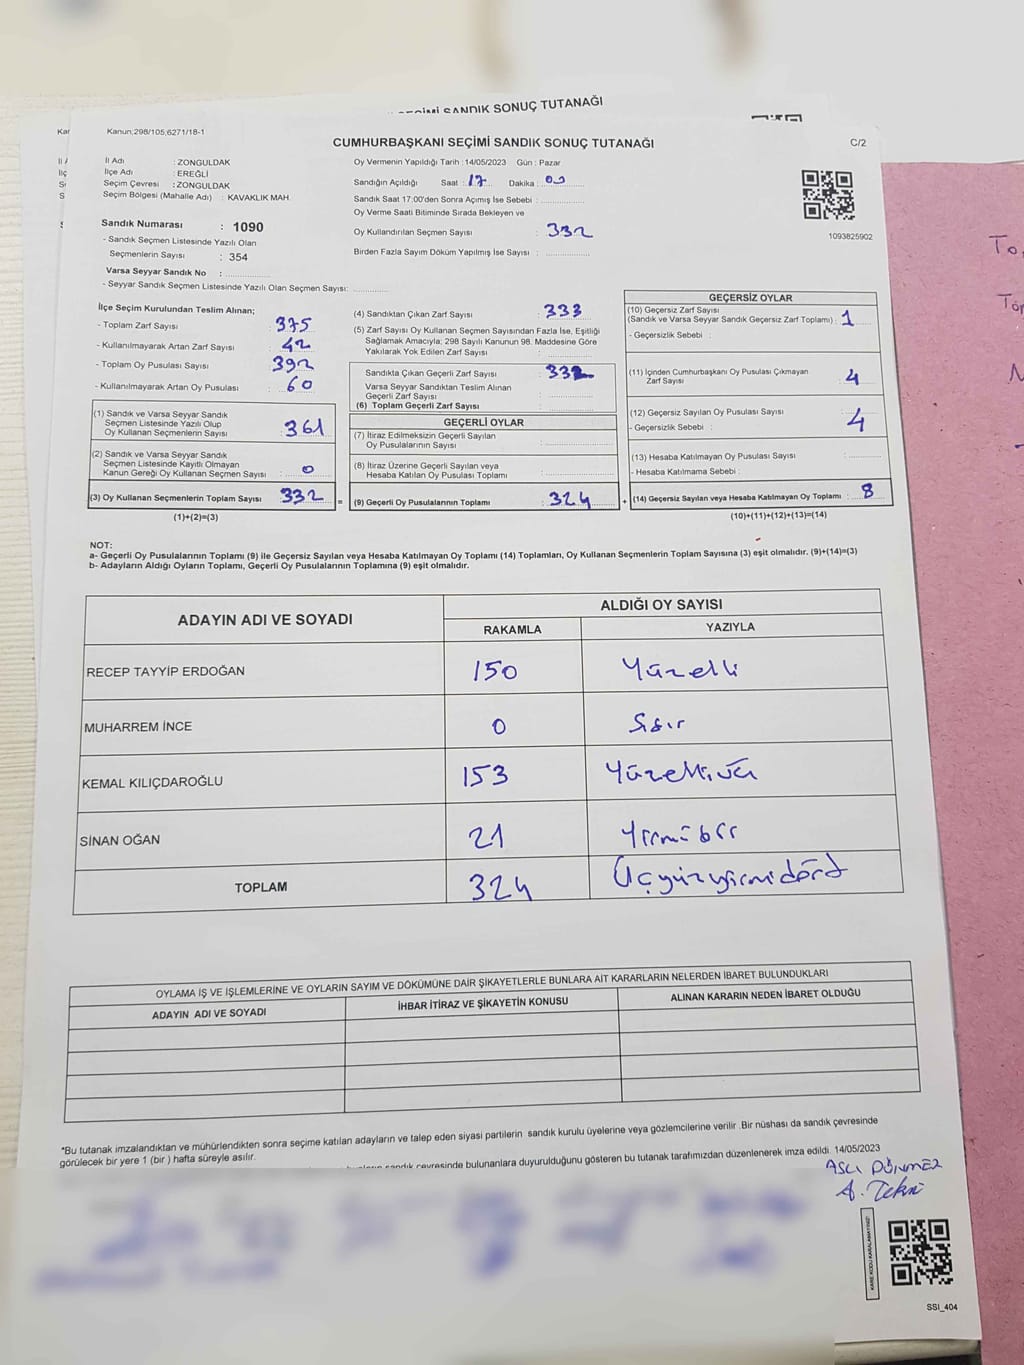 SEÇİMİ SANDIK SONUÇ TUTANAĞI
Kanun;298/105,6271/18-1
CUMHURBAŞKANI SEÇİMİ SANDIK SONUÇ TUTANAĞI
C/2
İl Adı : ZONGULDAK
İlçe Adı : EREĞLİ
Seçim Çevresi : ZONGULDAK
Seçim Bölgesi (Mahalle Adı) : KAVAKLIK MAH.
Oy Vermenin Yapıldığı Tarih :14/05/2023 Gün : Pazar
Sandığın Açıldığı Saat : 17 Dakika : 00
Sandık Saat 17:00'den Sonra Açımış İse Sebebi :
Oy Verme Saati Bitiminde Sırada Bekleyen ve
Oy Kullandırılan Seçmen Sayısı : 332
Birden Fazla Sayım Döküm Yapılmış İse Sayısı :
1093825902
Sandık Numarası : 1090
- Sandık Seçmen Listesinde Yazılı Olan
Seçmenlerin Sayısı : 354
Varsa Seyyar Sandık No :
- Seyyar Sandık Seçmen Listesinde Yazılı Olan Seçmen Sayısı:
İlçe Seçim Kurulundan Teslim Alınan;
- Toplam Zarf Sayısı : 375
- Kullanılmayarak Artan Zarf Sayısı : 42
- Toplam Oy Pusulası Sayısı : 392
- Kullanılmayarak Artan Oy Pusulası : 60
(1) Sandık ve Varsa Seyyar Sandık
Seçmen Listesinde Yazılı Olup
Oy Kullanan Seçmenlerin Sayısı : 361
(2) Sandık ve Varsa Seyyar Sandık
Seçmen Listesinde Kayıtlı Olmayan
Kanun Gereği Oy Kullanan Seçmen Sayısı : 0
(3) Oy Kullanan Seçmenlerin Toplam Sayısı : 332
(1)+(2)=(3)
(4) Sandıktan Çıkan Zarf Sayısı : 333
(5) Zarf Sayısı Oy Kullanan Seçmen Sayısından Fazla İse, Eşitliği
Sağlamak Amacıyla; 298 Sayılı Kanunun 98. Maddesine Göre
Yakılarak Yok Edilen Zarf Sayısı :
Sandıkta Çıkan Geçerli Zarf Sayısı : 332
Varsa Seyyar Sandıktan Teslim Alınan
Geçerli Zarf Sayısı :
(6) Toplam Geçerli Zarf Sayısı :
GEÇERLİ OYLAR
(7) İtiraz Edilmeksizin Geçerli Sayılan
Oy Pusulalarının Sayısı :
(8) İtiraz Üzerine Geçerli Sayılan veya
Hesaba Katılan Oy Pusulası Toplamı :
= (9) Geçerli Oy Pusulalarının Toplamı : 324 +
GEÇERSİZ OYLAR
(10) Geçersiz Zarf Sayısı
(Sandık ve Varsa Seyyar Sandık Geçersiz Zarf Toplamı) : 1
- Geçersizlik Sebebi :
(11) İçinden Cumhurbaşkanı Oy Pusulası Çıkmayan
Zarf Sayısı : 4
(12) Geçersiz Sayılan Oy Pusulası Sayısı : 4
- Geçersizlik Sebebi :
(13) Hesaba Katılmayan Oy Pusulası Sayısı :
- Hesaba Katılmama Sebebi :
(14) Geçersiz Sayılan veya Hesaba Katılmayan Oy Toplamı : 8
(10)+(11)+(12)+(13)=(14)
NOT:
a- Geçerli Oy Pusulalarının Toplamı (9) ile Geçersiz Sayılan veya Hesaba Katılmayan Oy Toplamı (14) Toplamları, Oy Kullanan Seçmenlerin Toplam Sayısına (3) eşit olmalıdır. (9)+(14)=(3)
b- Adayların Aldığı Oyların Toplamı, Geçerli Oy Pusulalarının Toplamına (9) eşit olmalıdır.
ADAYIN ADI VE SOYADI
ALDIĞI OY SAYISI
RAKAMLA YAZIYLA
RECEP TAYYİP ERDOĞAN 150 Yüzelli
MUHARREM İNCE 0 Sıfır
KEMAL KILIÇDAROĞLU 153 Yüzelliüç
SİNAN OĞAN 21 Yirmibir
TOPLAM 324 Üçyüzyirmidört
OYLAMA İŞ VE İŞLEMLERİNE VE OYLARIN SAYIM VE DÖKÜMÜNE DAİR ŞİKAYETLERLE BUNLARA AİT KARARLARIN NELERDEN İBARET BULUNDUKLARI
ADAYIN ADI VE SOYADI İHBAR İTİRAZ VE ŞİKAYETİN KONUSU ALINAN KARARIN NEDEN İBARET OLDUĞU
*Bu tutanak imzalandıktan ve mühürlendikten sonra seçime katılan adayların ve talep eden siyasi partilerin sandık kurulu üyelerine veya gözlemcilerine verilir .Bir nüshası da sandık çevresinde
görülecek bir yere 1 (bir ) hafta süreyle asılır.
sandık çevresinde bulunanlara duyurulduğunu gösteren bu tutanak tarafımızdan düzenlenerek imza edildi. 14/05/2023
ASLI DÖNMEZ
KARE KODU KARALAMAYINIZ!
SSI_404